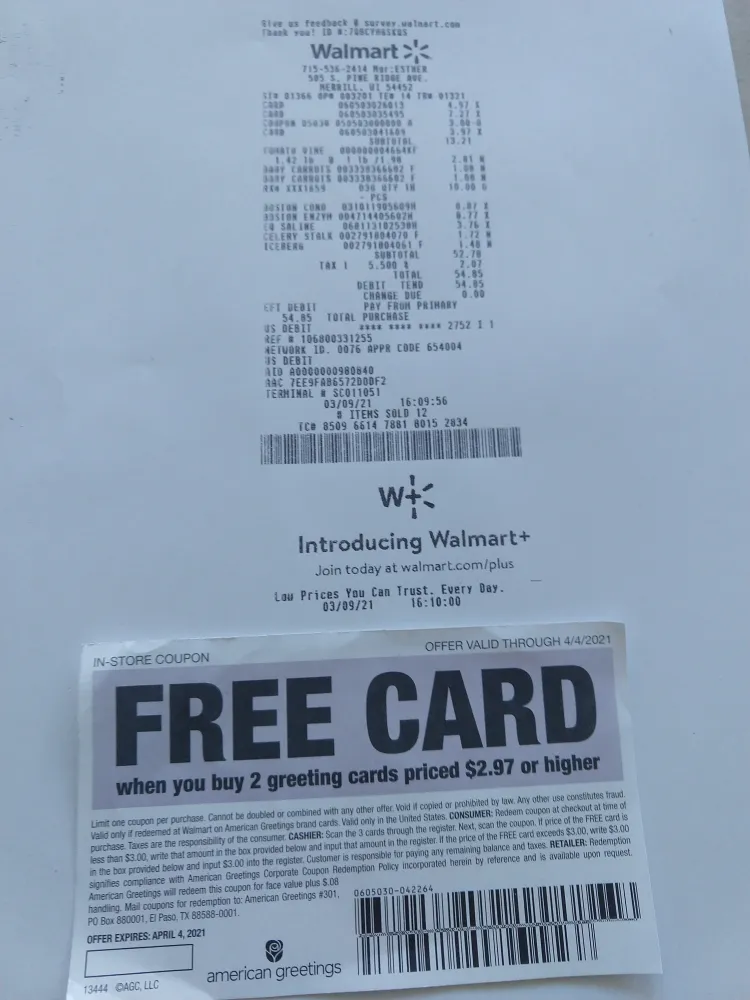 Give us feedback @ survey.walmart.com
Thank you! ID #:
Walmart
715-536-2414 Mgr:ESTHER
505 S. PINE RIDGE AVE.
MERRILL, WI 54452
ST# 01366 OP# 003201 TE# 14 TR# 01321
CARD 060503026013 4.97 X
CARD 060503035495 7.27 X
COUPON 05030 050503000000 3.00
CARD 060503041609 3.97 X
SUBTOTAL 13.21
TOMATO VINE
1.42 lb @ 1 lb /1.98 2.81 N
BABY CARROTS 003338366602 F 1.08 N
BABY CARROTS 003338366602 F 1.08 N
10.00
- PCS
BOSTON COND 0.87 X
BOSTON ENZYM 004714405602 0.77 X
EQ SALINE 3.76 X
CELERY STALK 002791804070 F 1.72 N
ICEBERG 002791804061 F 1.48 N
SUBTOTAL 52.78
TAX 1 5.500 % 2.07
TOTAL 54.85
DEBIT TEND 54.85
CHANGE DUE 0.00
EFT DEBIT PAY FROM PRIMARY
54.85 TOTAL PURCHASE
US DEBIT **** **** **** 2752 I 1
REF # 106800331255
NETWORK ID. 0076 APPR CODE 654004
US DEBIT
AID A0000000980840
AAC 7EE9FAB6572DDDF2
TERMINAL # SC011051
03/09/21 16:09:56
# ITEMS SOLD 12
TC# 8509 6614 7881 8015 2834
W+
Introducing Walmart+
Join today at walmart.com/plus
Low Prices You Can Trust. Every Day.
03/09/21 16:10:00
IN-STORE COUPON OFFER VALID THROUGH 4/4/2021
FREE CARD
when you buy 2 greeting cards priced $2.97 or higher
Limit one coupon per purchase. Cannot be doubled or combined with any other offer. Void if copied or prohibited by law. Any other use constitutes fraud.
Valid only if redeemed at Walmart on American Greetings brand cards. Valid only in the United States. CONSUMER: Redeem coupon at checkout at time of
purchase. Taxes are the responsibility of the consumer. CASHIER: Scan the 3 cards through the register. Next, scan the coupon. If price of the FREE card is
less than $3.00, write that amount in the box provided below and input that amount in the register. If the price of the FREE card exceeds $3.00, write $3.00
in the box provided below and input $3.00 into the register. Customer is responsible for paying any remaining balance and taxes. RETAILER: Redemption
signifies compliance with American Greetings Corporate Coupon Redemption Policy incorporated herein by reference and is available upon request.
American Greetings will redeem this coupon for face value plus $.08
handling. Mail coupons for redemption to: American Greetings #301,
PO Box 880001, El Paso, TX 88588-0001.
0605030-042264
OFFER EXPIRES: APRIL 4, 2021
american greetings
13444 ©AGC, LLC